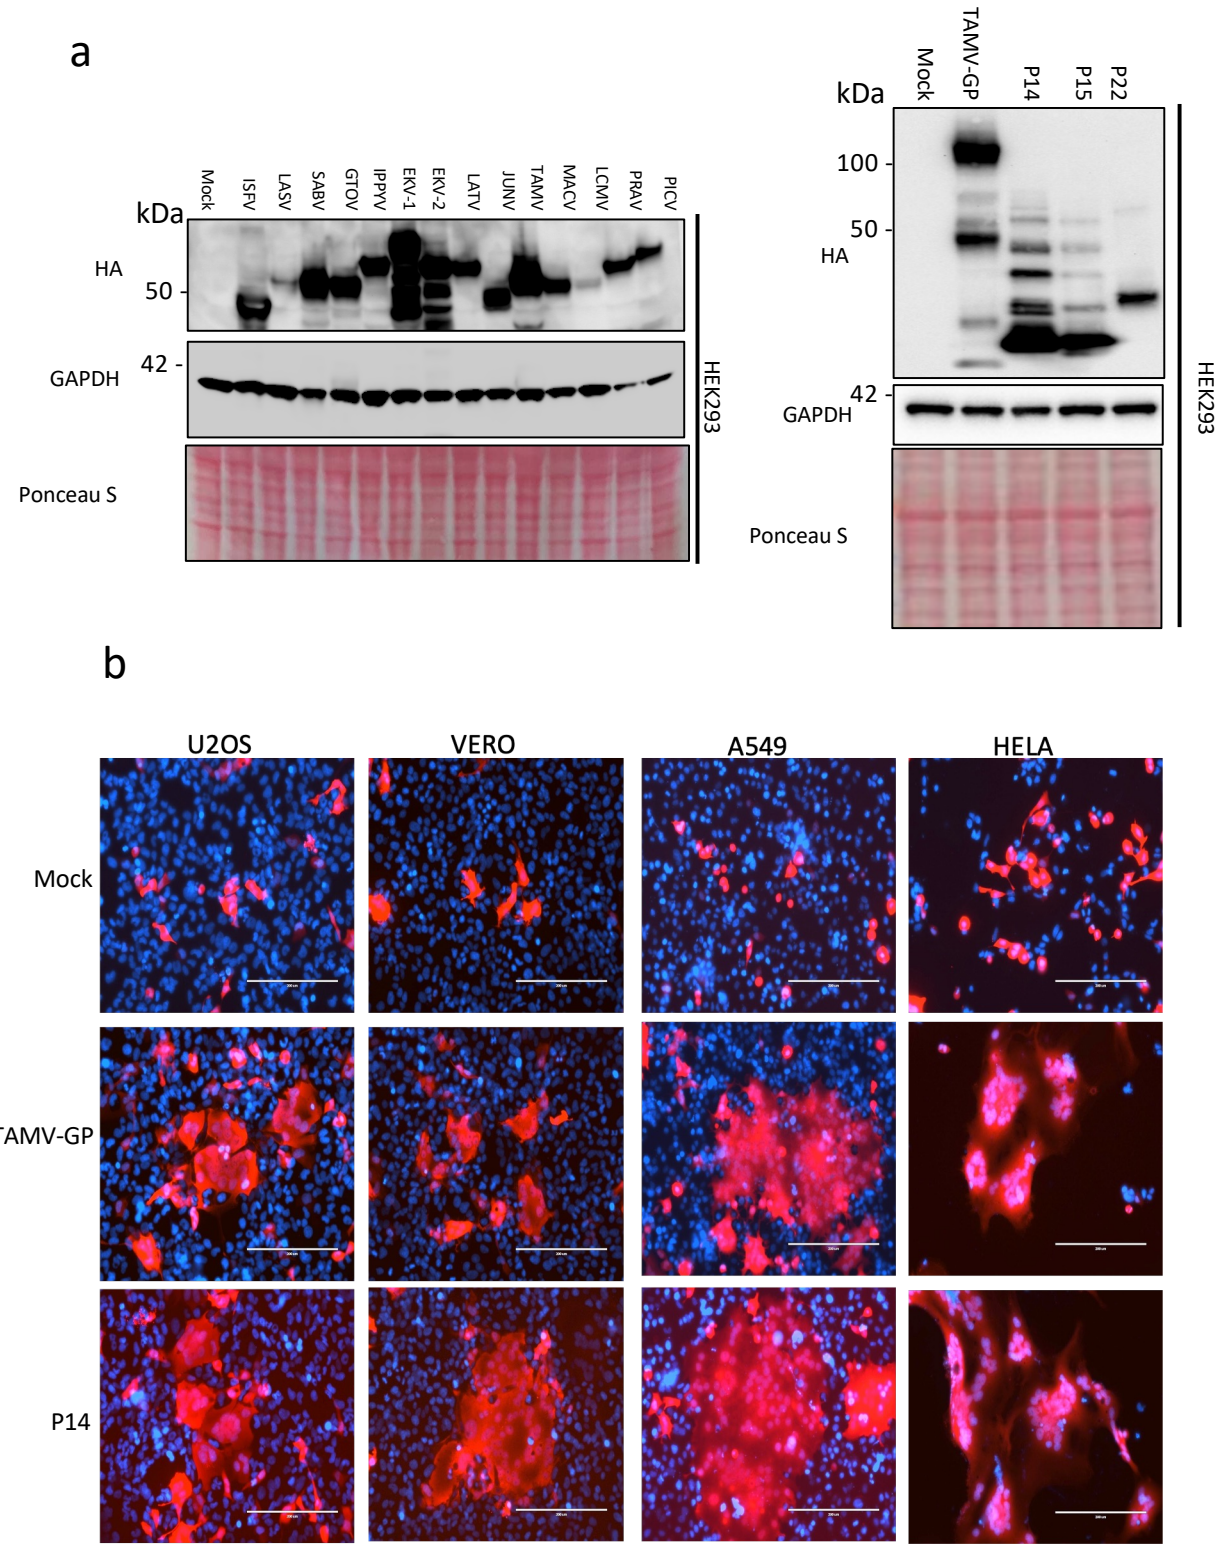 a
kDa
Mock
ISFV
LASV
SABV
GTOV
IPPYV
EKV-1
EKV-2
LATV
JUNV
TAMV
MACV
LCMV
PRAV
PICV
HA
50 -
42 -
GAPDH
Ponceau S
HEK293
kDa
Mock
TAMV-GP
P14
P15
P22
100 -
50 -
HA
42 -
GAPDH
Ponceau S
HEK293
b
U2OS VERO A549 HELA
Mock
TAMV-GP
P14